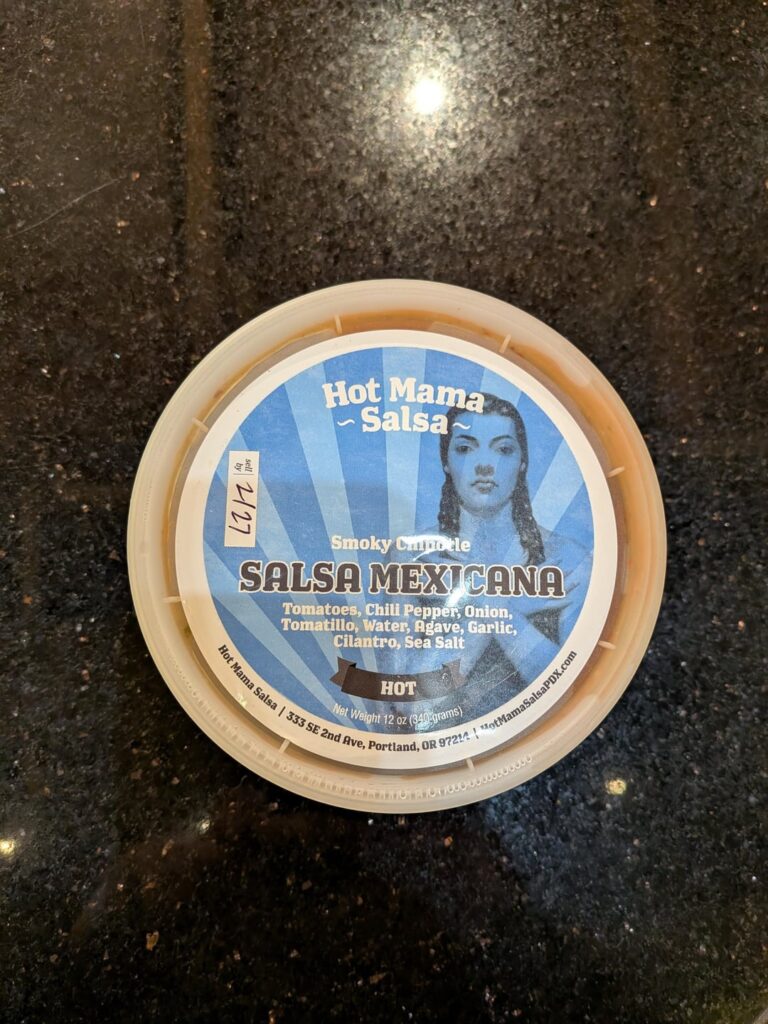 Hot Mama
~ Salsa ~
sell by
2/27
Smoky Chipotle
SALSA MEXICANA
Tomatoes, Chili Pepper, Onion,
Tomatillo, Water, Agave, Garlic,
Cilantro, Sea Salt
HOT
Net Weight 12 oz (340 grams)
Hot Mama Salsa | 333 SE 2nd Ave, Portland, OR 97214 | HotMamaSalsaPDX.com